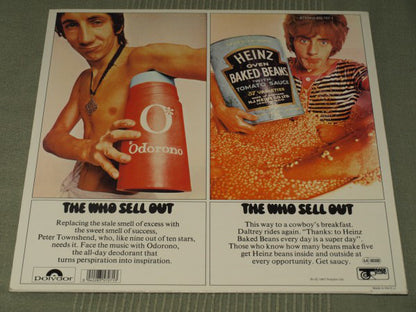 HEINZ
OVEN
BAKED BEANS
WITH
TOMATO SAUCE
57 VARIETIES
O
Odorono
THE WHO SELL OUT
Replacing the stale smell of excess with
the sweet smell of success,
Peter Townshend, who, like nine out of ten stars,
needs it. Face the music with Odorono,
the all-day deodorant that
turns perspiration into inspiration.
THE WHO SELL OUT
This way to a cowboy's breakfast.
Daltrey rides again. "Thanks: to Heinz
Baked Beans every day is a super day".
Those who know how many beans make five
get Heinz beans inside and outside at
every opportunity. Get saucy.
Polydor